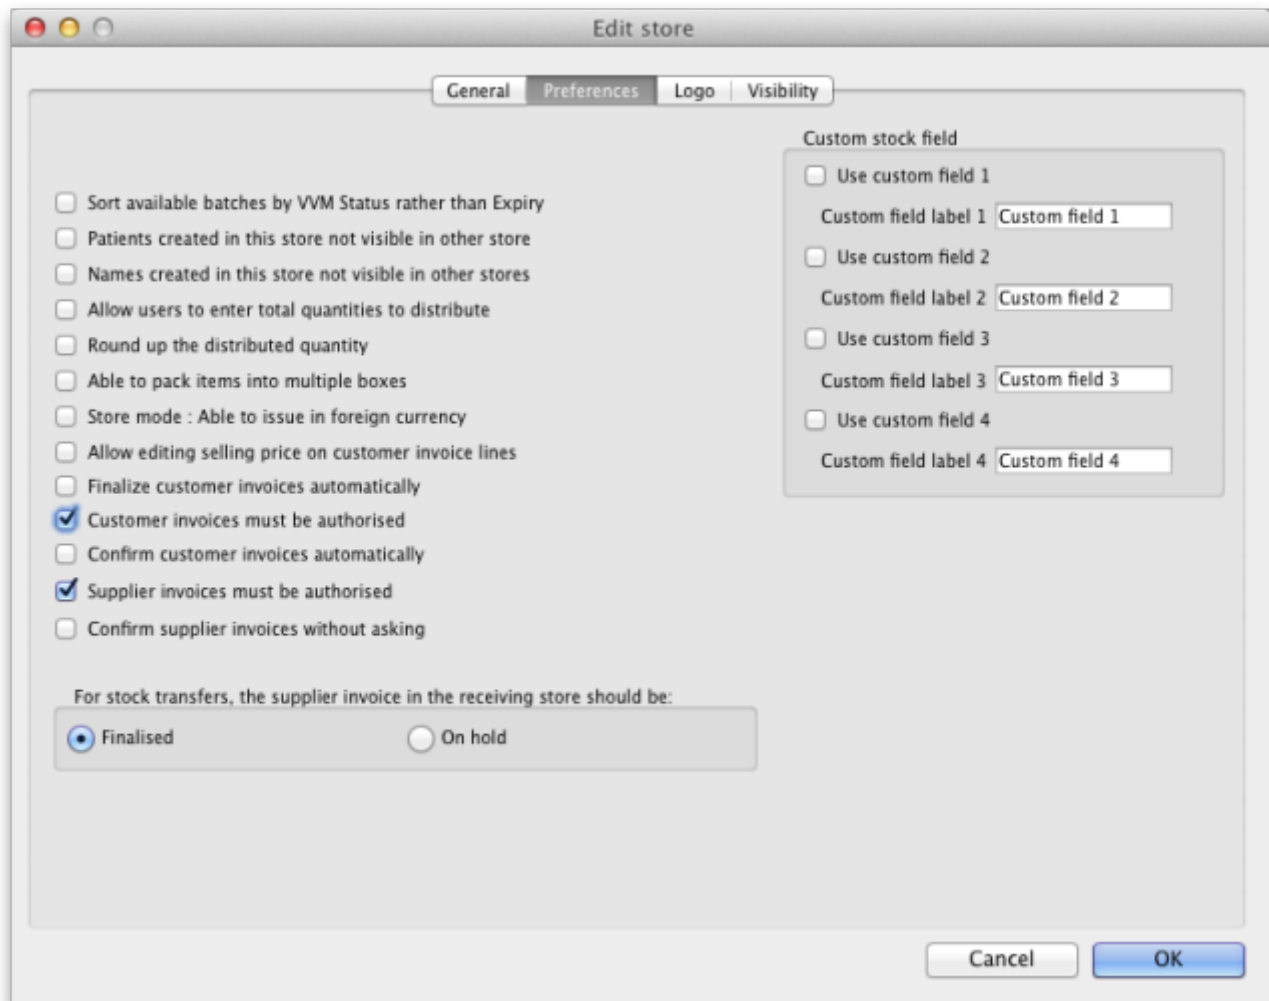 Edit store
General Preferences Logo Visibility
Sort available batches by VVM Status rather than Expiry
Patients created in this store not visible in other store
Names created in this store not visible in other stores
Allow users to enter total quantities to distribute
Round up the distributed quantity
Able to pack items into multiple boxes
Store mode : Able to issue in foreign currency
Allow editing selling price on customer invoice lines
Finalize customer invoices automatically
Customer invoices must be authorised
Confirm customer invoices automatically
Supplier invoices must be authorised
Confirm supplier invoices without asking
For stock transfers, the supplier invoice in the receiving store should be:
Finalised On hold
Custom stock field
Use custom field 1
Custom field label 1 Custom field 1
Use custom field 2
Custom field label 2 Custom field 2
Use custom field 3
Custom field label 3 Custom field 3
Use custom field 4
Custom field label 4 Custom field 4
Cancel OK